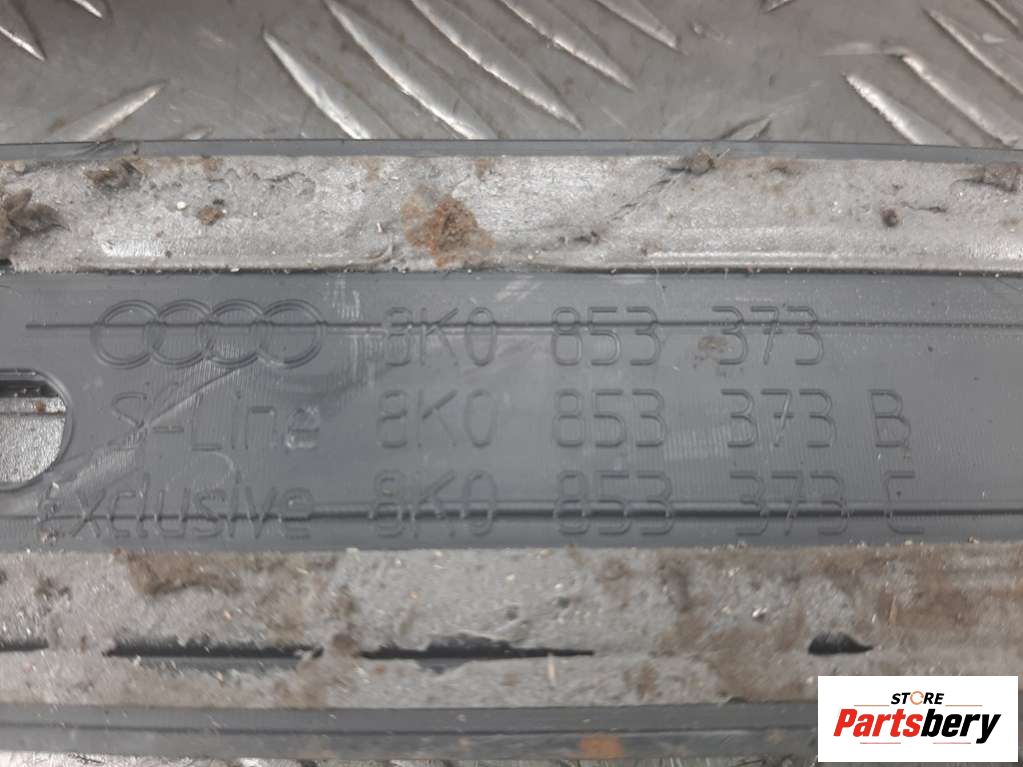 8K0 853 373
S-Line 8K0 853 373 B
exclusive 8K0 853 373 C
STORE
Partsbery